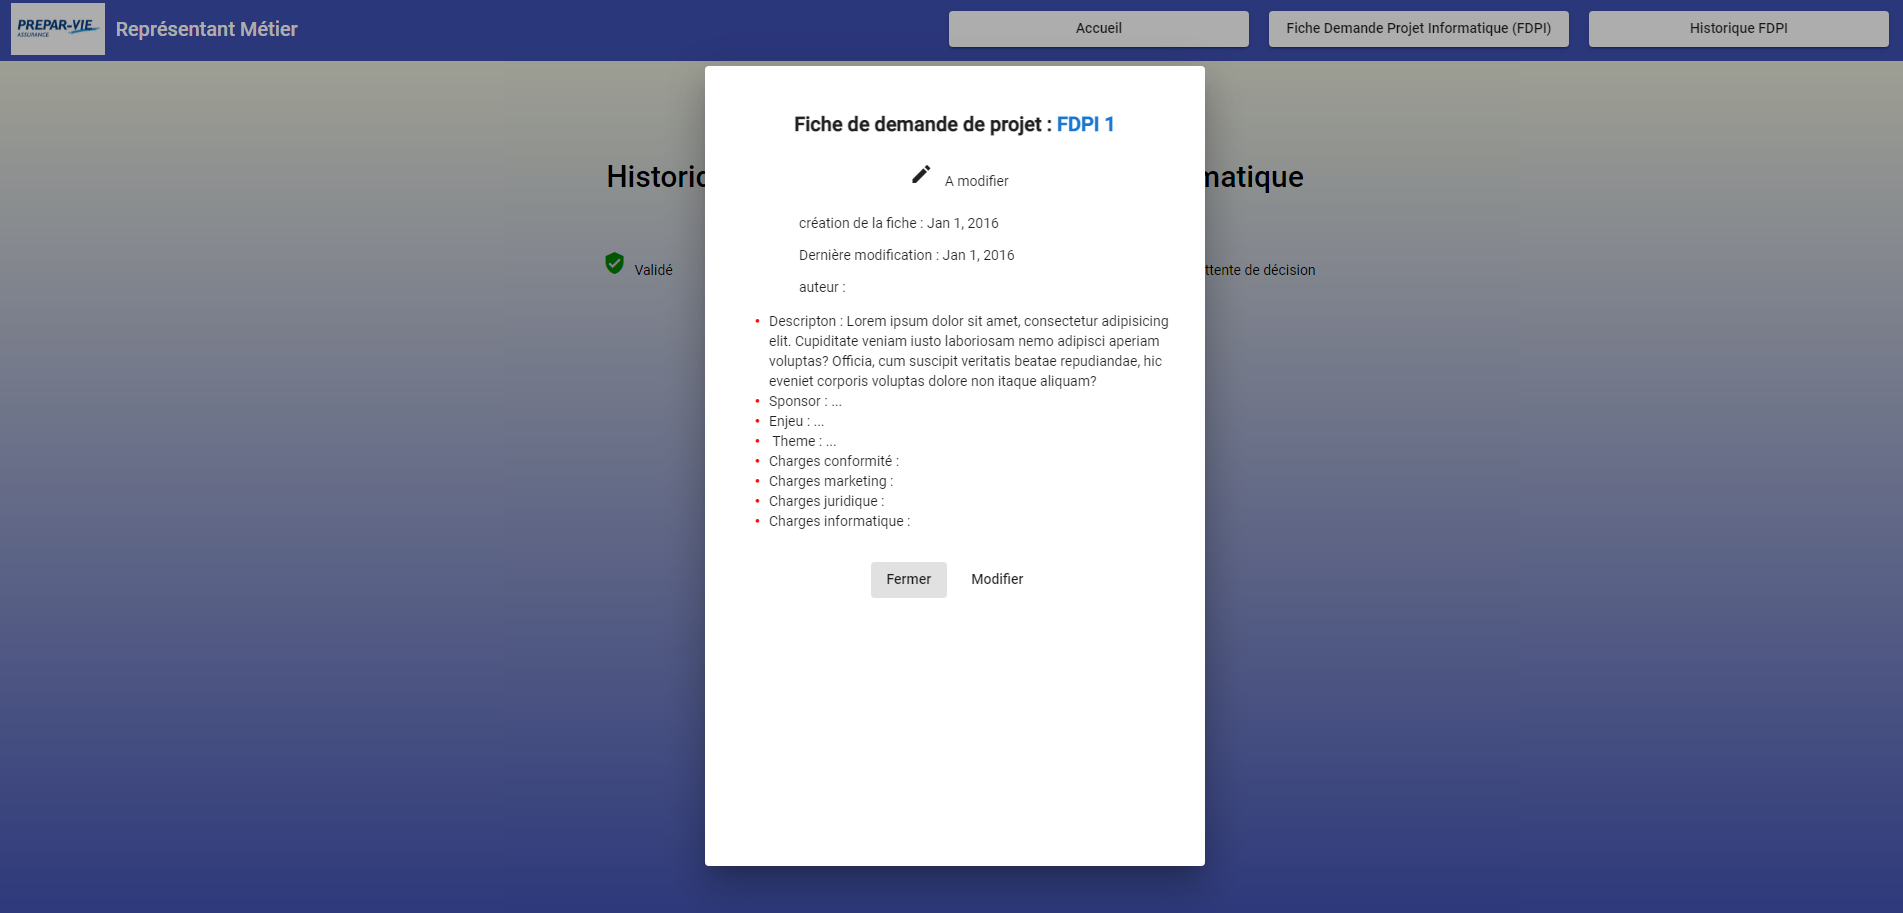 PREPAR-VIE
ASSURANCE
Représentant Métier
Accueil
Fiche Demande Projet Informatique (FDPI)
Historique FDPI
Fiche de demande de projet : FDPI 1
A modifier
création de la fiche : Jan 1, 2016
Dernière modification : Jan 1, 2016
auteur :
• Descripton : Lorem ipsum dolor sit amet, consectetur adipisicing
elit. Cupiditate veniam iusto laboriosam nemo adipisci aperiam
voluptas? Officia, cum suscipit veritatis beatae repudiandae, hic
eveniet corporis voluptas dolore non itaque aliquam?
• Sponsor : ...
• Enjeu : ...
• Theme : ...
• Charges conformité :
• Charges marketing :
• Charges juridique :
• Charges informatique :
Fermer
Modifier
Historiq
matique
Validé
ttente de décision